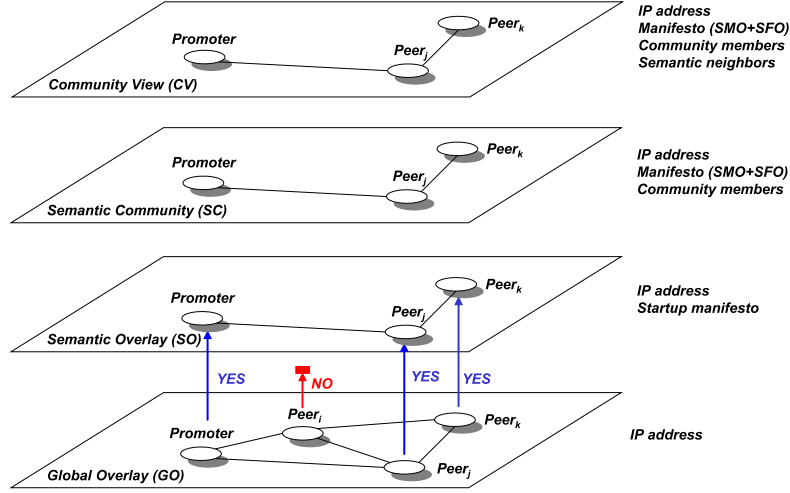 IP address
Manifesto (SMO+SFO)
Community members
Semantic neighbors
Promoter
Peerj
Peerk
Community View (CV)
IP address
Manifesto (SMO+SFO)
Community members
Promoter
Peerj
Peerk
Semantic Community (SC)
IP address
Startup manifesto
Promoter
Peerj
Peerk
Semantic Overlay (SO)
YES
NO
YES
YES
Promoter
Peeri
Peerk
Peerj
IP address
Global Overlay (GO)